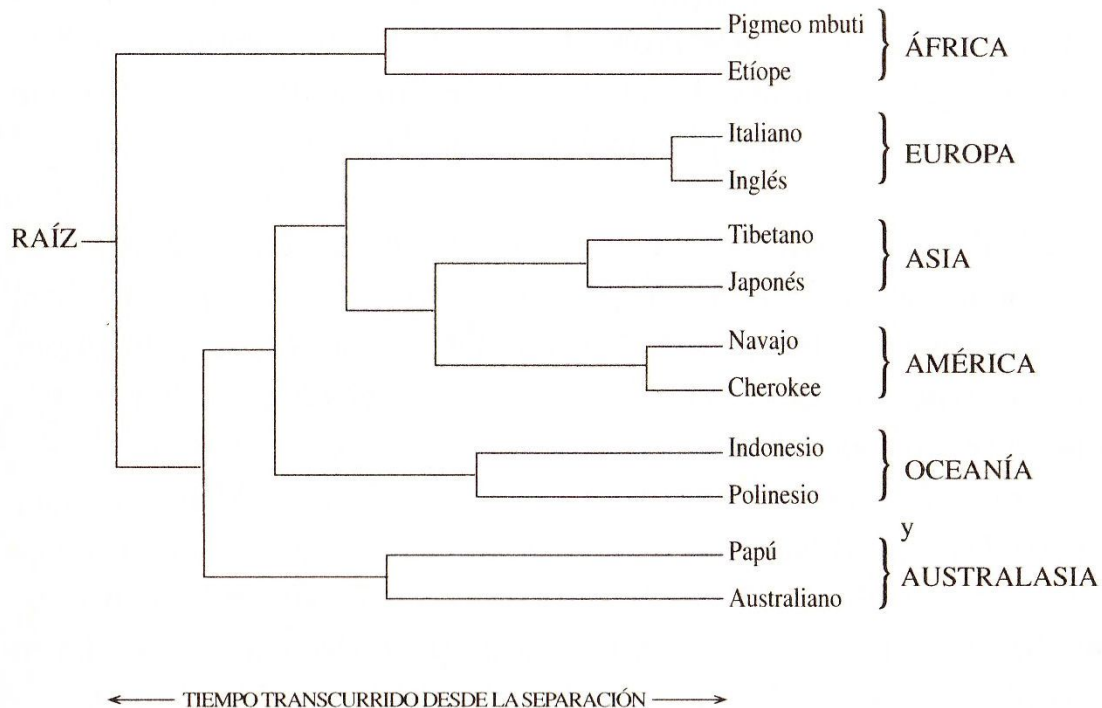 Pigmeo mbuti
Etíope
ÁFRICA
Italiano
Inglés
EUROPA
RAÍZ
Tibetano
Japonés
ASIA
Navajo
Cherokee
AMÉRICA
Indonesio
Polinesio
OCEANÍA
y
Papú
Australiano
AUSTRALASIA
TIEMPO TRANSCURRIDO DESDE LA SEPARACIÓN